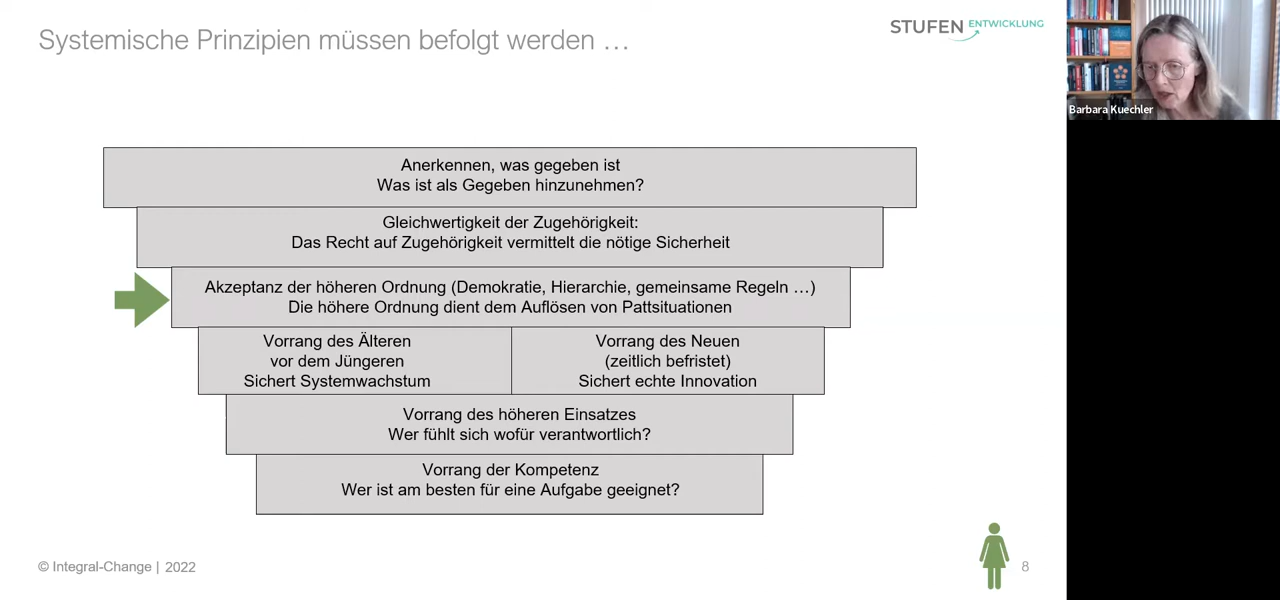 Systemische Prinzipien müssen befolgt werden …
STUFEN ENTWICKLUNG
Barbara Kuechler
Anerkennen, was gegeben ist
Was ist als Gegeben hinzunehmen?
Gleichwertigkeit der Zugehörigkeit:
Das Recht auf Zugehörigkeit vermittelt die nötige Sicherheit
Akzeptanz der höheren Ordnung (Demokratie, Hierarchie, gemeinsame Regeln …)
Die höhere Ordnung dient dem Auflösen von Pattsituationen
Vorrang des Älteren
vor dem Jüngeren
Sichert Systemwachstum
Vorrang des Neuen
(zeitlich befristet)
Sichert echte Innovation
Vorrang des höheren Einsatzes
Wer fühlt sich wofür verantwortlich?
Vorrang der Kompetenz
Wer ist am besten für eine Aufgabe geeignet?
© Integral-Change | 2022
8